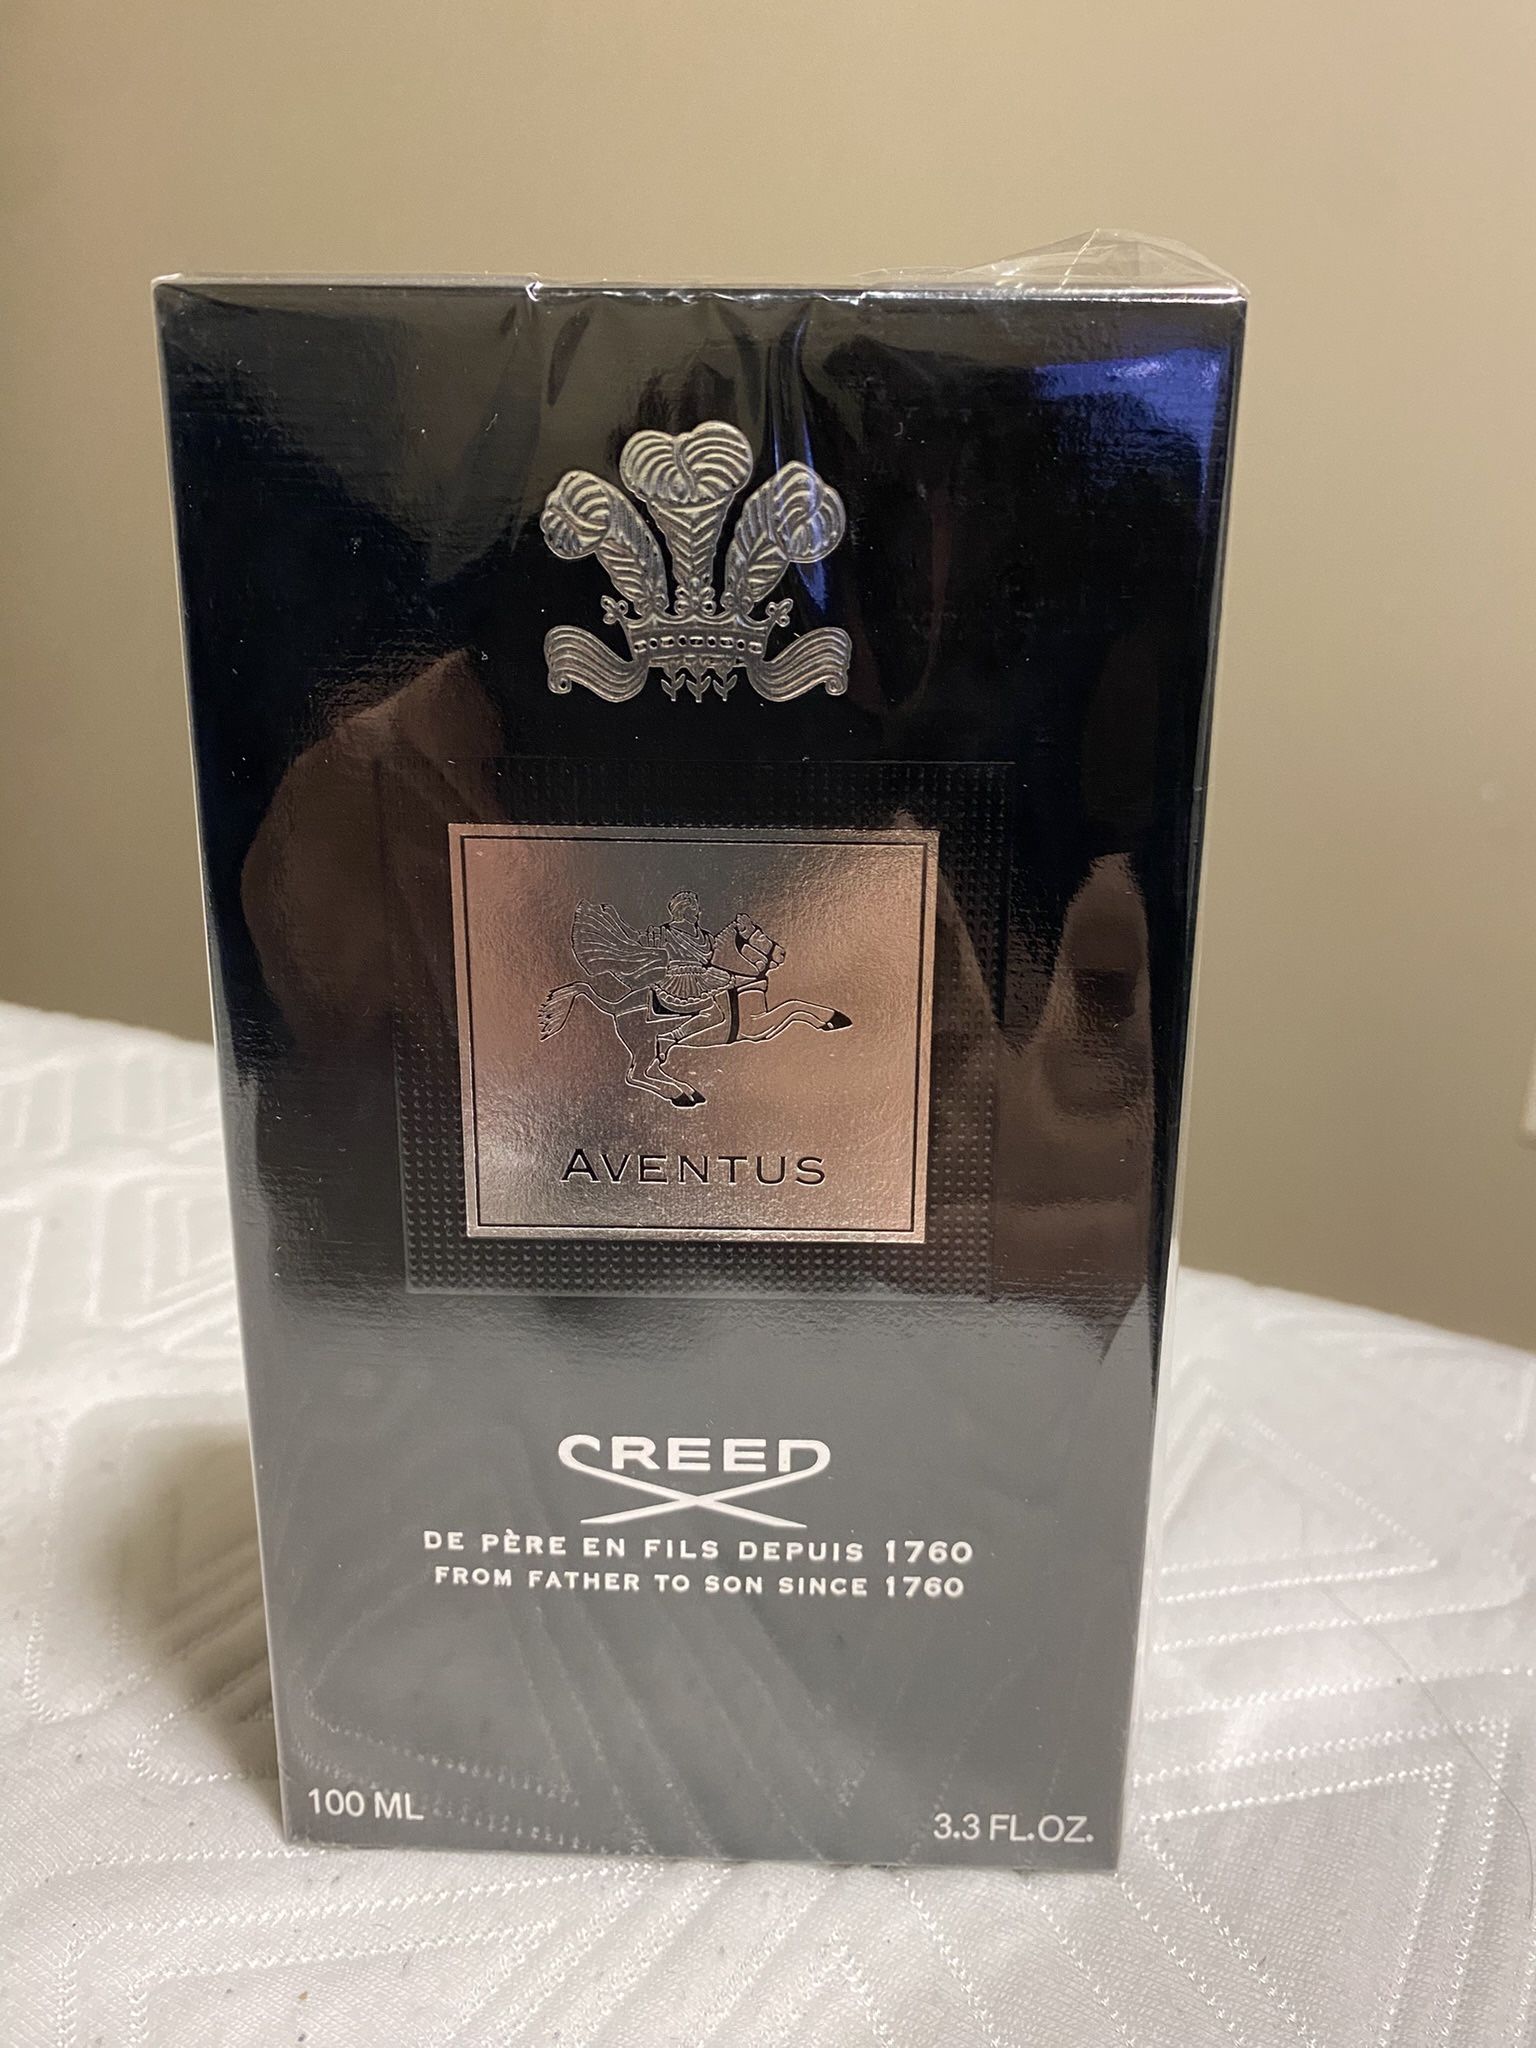 AVENTUS
CREED
DE PÈRE EN FILS DEPUIS 1760
FROM FATHER TO SON SINCE 1760
100 ML
3.3 FL.OZ.